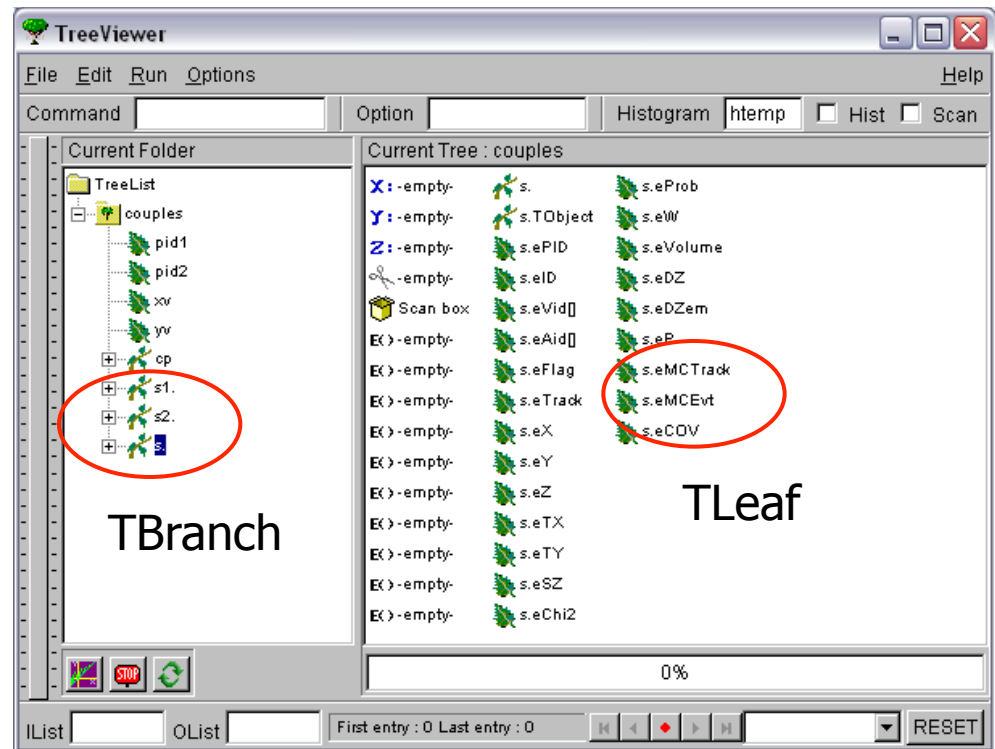 TreeViewer
File Edit Run Options Help
Command Option Histogram htemp Hist Scan
Current Folder
TreeList
couples
pid1
pid2
xv
yv
cp
s1.
s2.
s.
TBranch
Current Tree : couples
X: -empty- s. s.eProb
Y: -empty- s.TObject s.eW
Z: -empty- s.ePID s.eVolume
-empty- s.eID s.eDZ
Scan box s.eVid[] s.eDZem
E() -empty- s.eAid[] s.eP
E() -empty- s.eFlag s.eMCTrack
E() -empty- s.eTrack s.eMCEvt
E() -empty- s.eX s.eCOV
E() -empty- s.eY
E() -empty- s.eZ
E() -empty- s.eTX
E() -empty- s.eTY
E() -empty- s.eSZ
E() -empty- s.eChi2
TLeaf
STOP
0%
IList OList First entry : 0 Last entry : 0 RESET